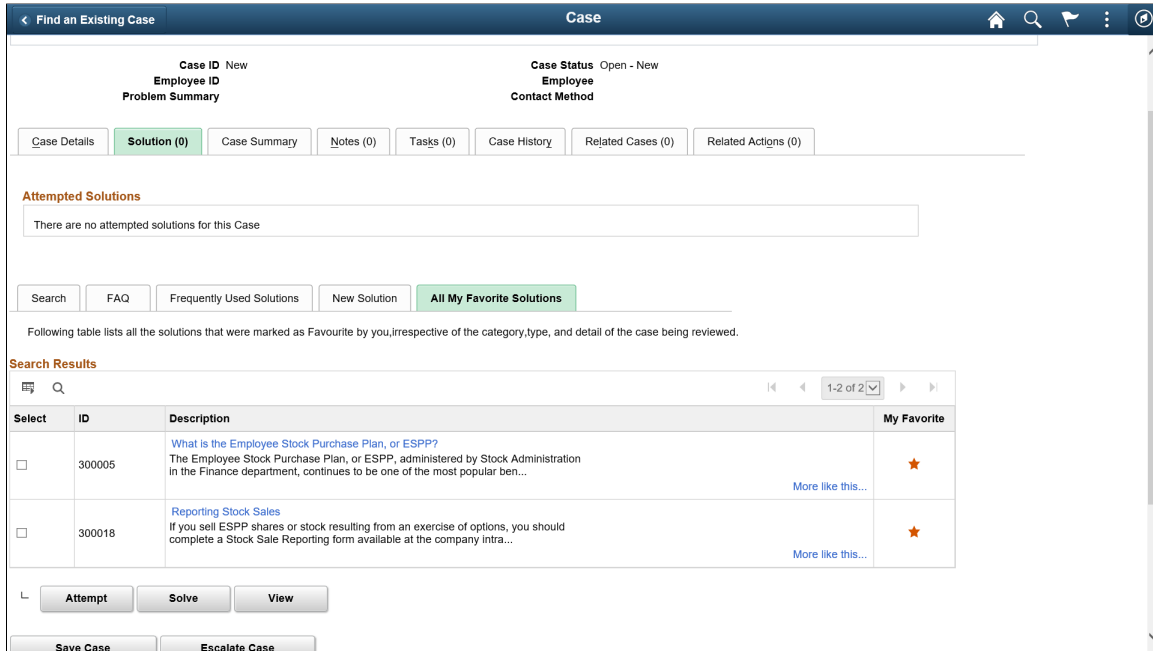 Find an Existing Case
Case
Case ID New
Case Status Open - New
Employee ID
Employee
Problem Summary
Contact Method
Case Details
Solution (0)
Case Summary
Notes (0)
Tasks (0)
Case History
Related Cases (0)
Related Actions (0)
Attempted Solutions
There are no attempted solutions for this Case
Search
FAQ
Frequently Used Solutions
New Solution
All My Favorite Solutions
Following table lists all the solutions that were marked as Favourite by you,irrespective of the category,type, and detail of the case being reviewed.
Search Results
1-2 of 2
Select
ID
Description
My Favorite
What is the Employee Stock Purchase Plan, or ESPP?
300005
The Employee Stock Purchase Plan, or ESPP, administered by Stock Administration
in the Finance department, continues to be one of the most popular ben...
More like this...
Reporting Stock Sales
300018
If you sell ESPP shares or stock resulting from an exercise of options, you should
complete a Stock Sale Reporting form available at the company intra...
More like this...
Attempt
Solve
View
Save Case
Escalate Case